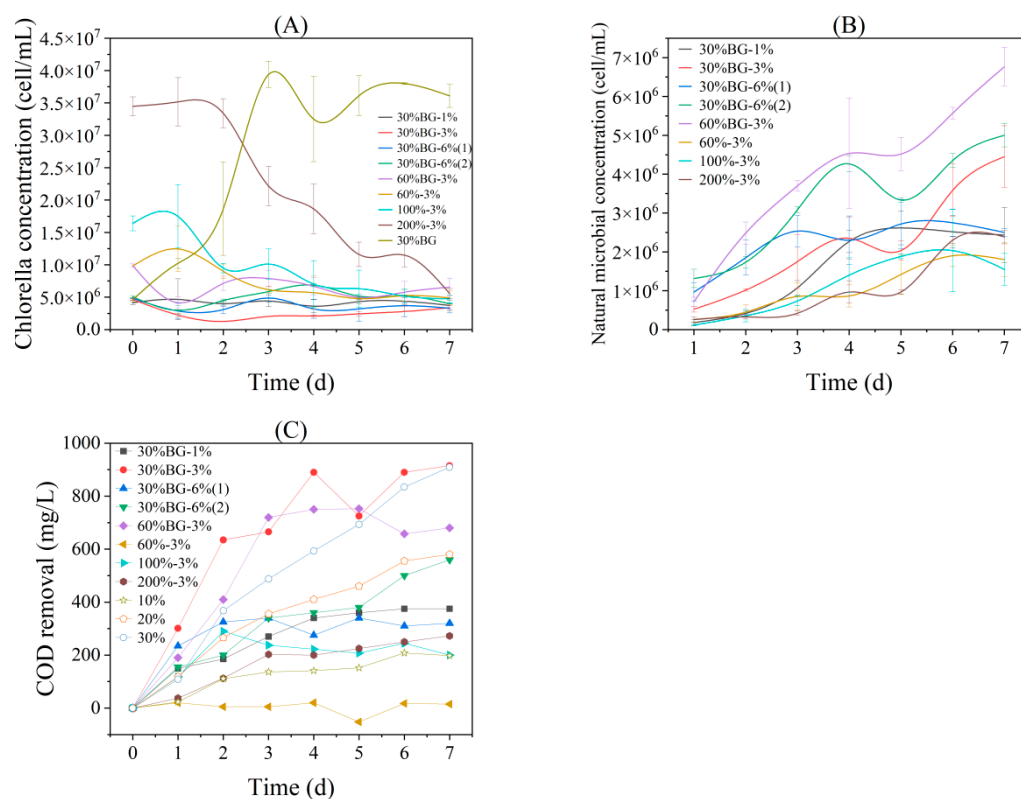 (A)
Chlorella concentration (cell/mL)
4.5×10⁷
4.0×10⁷
3.5×10⁷
3.0×10⁷
2.5×10⁷
2.0×10⁷
1.5×10⁷
1.0×10⁷
5.0×10⁶
0.0
30%BG-1%
30%BG-3%
30%BG-6%(1)
30%BG-6%(2)
60%BG-3%
60%-3%
100%-3%
200%-3%
30%BG
0 1 2 3 4 5 6 7
Time (d)
(B)
Natural microbial concentration (cell/mL)
7×10⁶
6×10⁶
5×10⁶
4×10⁶
3×10⁶
2×10⁶
1×10⁶
0
30%BG-1%
30%BG-3%
30%BG-6%(1)
30%BG-6%(2)
60%BG-3%
60%-3%
100%-3%
200%-3%
1 2 3 4 5 6 7
Time (d)
(C)
COD removal (mg/L)
1000
800
600
400
200
0
30%BG-1%
30%BG-3%
30%BG-6%(1)
30%BG-6%(2)
60%BG-3%
60%-3%
100%-3%
200%-3%
10%
20%
30%
0 1 2 3 4 5 6 7
Time (d)